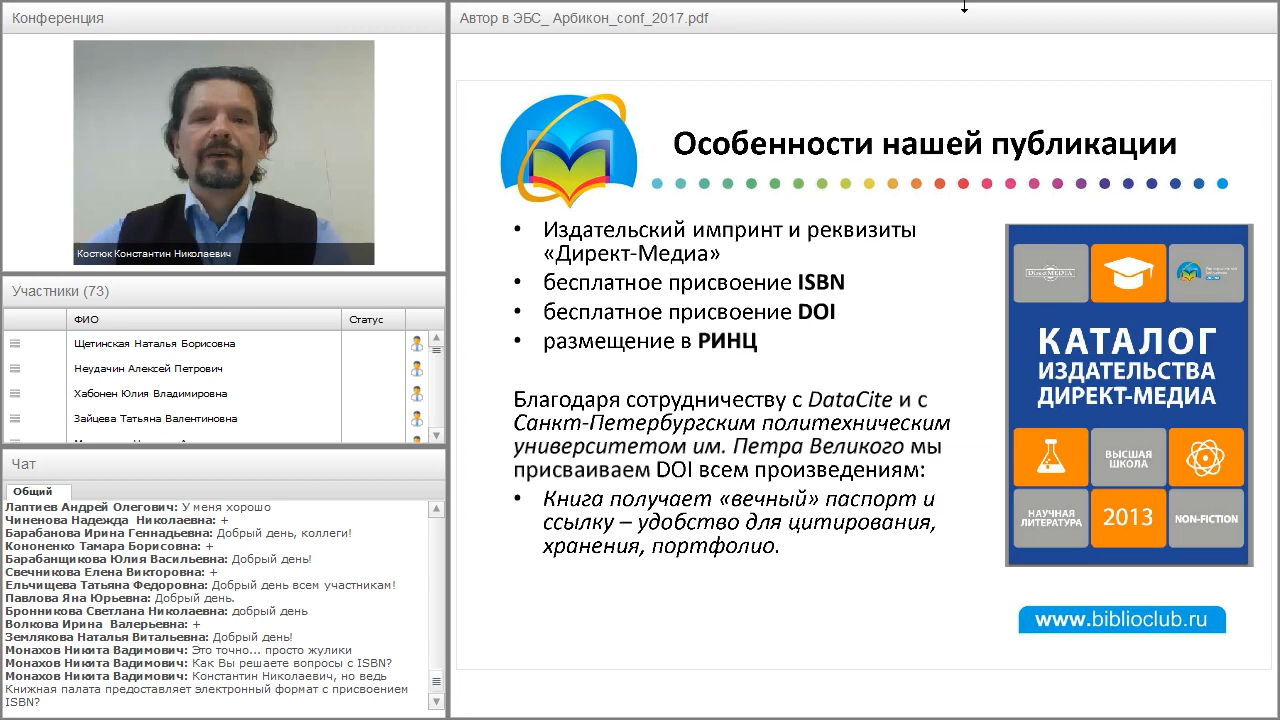 Конференция
Костюк Константин Николаевич
Участники (73)
ФИО
Статус
Щетинская Наталья Борисовна
Неудачин Алексей Петрович
Хабонен Юлия Владимировна
Зайцева Татьяна Валентиновна
Чат
Общий
Лаптиев Андрей Олегович: У меня хорошо
Чиненова Надежда Николаевна: +
Барабанова Ирина Геннадьевна: Добрый день, коллеги!
Кононенко Тамара Борисовна: +
Барабанщикова Юлия Васильевна: Добрый день!
Свечникова Елена Викторовна: +
Ельчищева Татьяна Федоровна: Добрый день всем участникам!
Павлова Яна Юрьевна: Добрый день.
Бронникова Светлана Николаевна: добрый день
Волкова Ирина Валерьевна: +
Землякова Наталья Витальевна: Добрый день!
Монахов Никита Вадимович: Это точно... просто жулики
Монахов Никита Вадимович: Как Вы решаете вопросы с ISBN?
Монахов Никита Вадимович: Константин Николаевич, но ведь
Книжная палата предоставляет электронный формат с присвоением
ISBN?
Автор в ЭБС_ Арбикон_conf_2017.pdf
Особенности нашей публикации
• Издательский импринт и реквизиты
«Директ-Медиа»
• бесплатное присвоение ISBN
• бесплатное присвоение DOI
• размещение в РИНЦ
Благодаря сотрудничеству с DataCite и с
Санкт-Петербургским политехническим
университетом им. Петра Великого мы
присваиваем DOI всем произведениям:
• Книга получает «вечный» паспорт и
ссылку – удобство для цитирования,
хранения, портфолио.
DirectMEDIA
КАТАЛОГ
ИЗДАТЕЛЬСТВА
ДИРЕКТ-МЕДИА
ВЫСШАЯ
ШКОЛА
НАУЧНАЯ
ЛИТЕРАТУРА
2013
NON-FICTION
www.biblioclub.ru